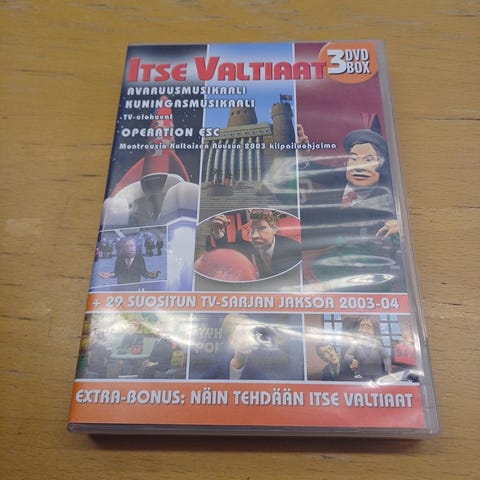 ITSE VALTIAAT
3 DVD
BOX
AVARUUSMUSIKAALI
KUNINGASMUSIKAALI
TV-elokuvat
OPERATION ESC
Montreuxin Kultaisen Ruusun 2003 kilpailuohjelma
+ 29 SUOSITUN TV-SARJAN JAKSOA 2003-04
EXTRA-BONUS: NÄIN TEHDÄÄN ITSE VALTIAAT